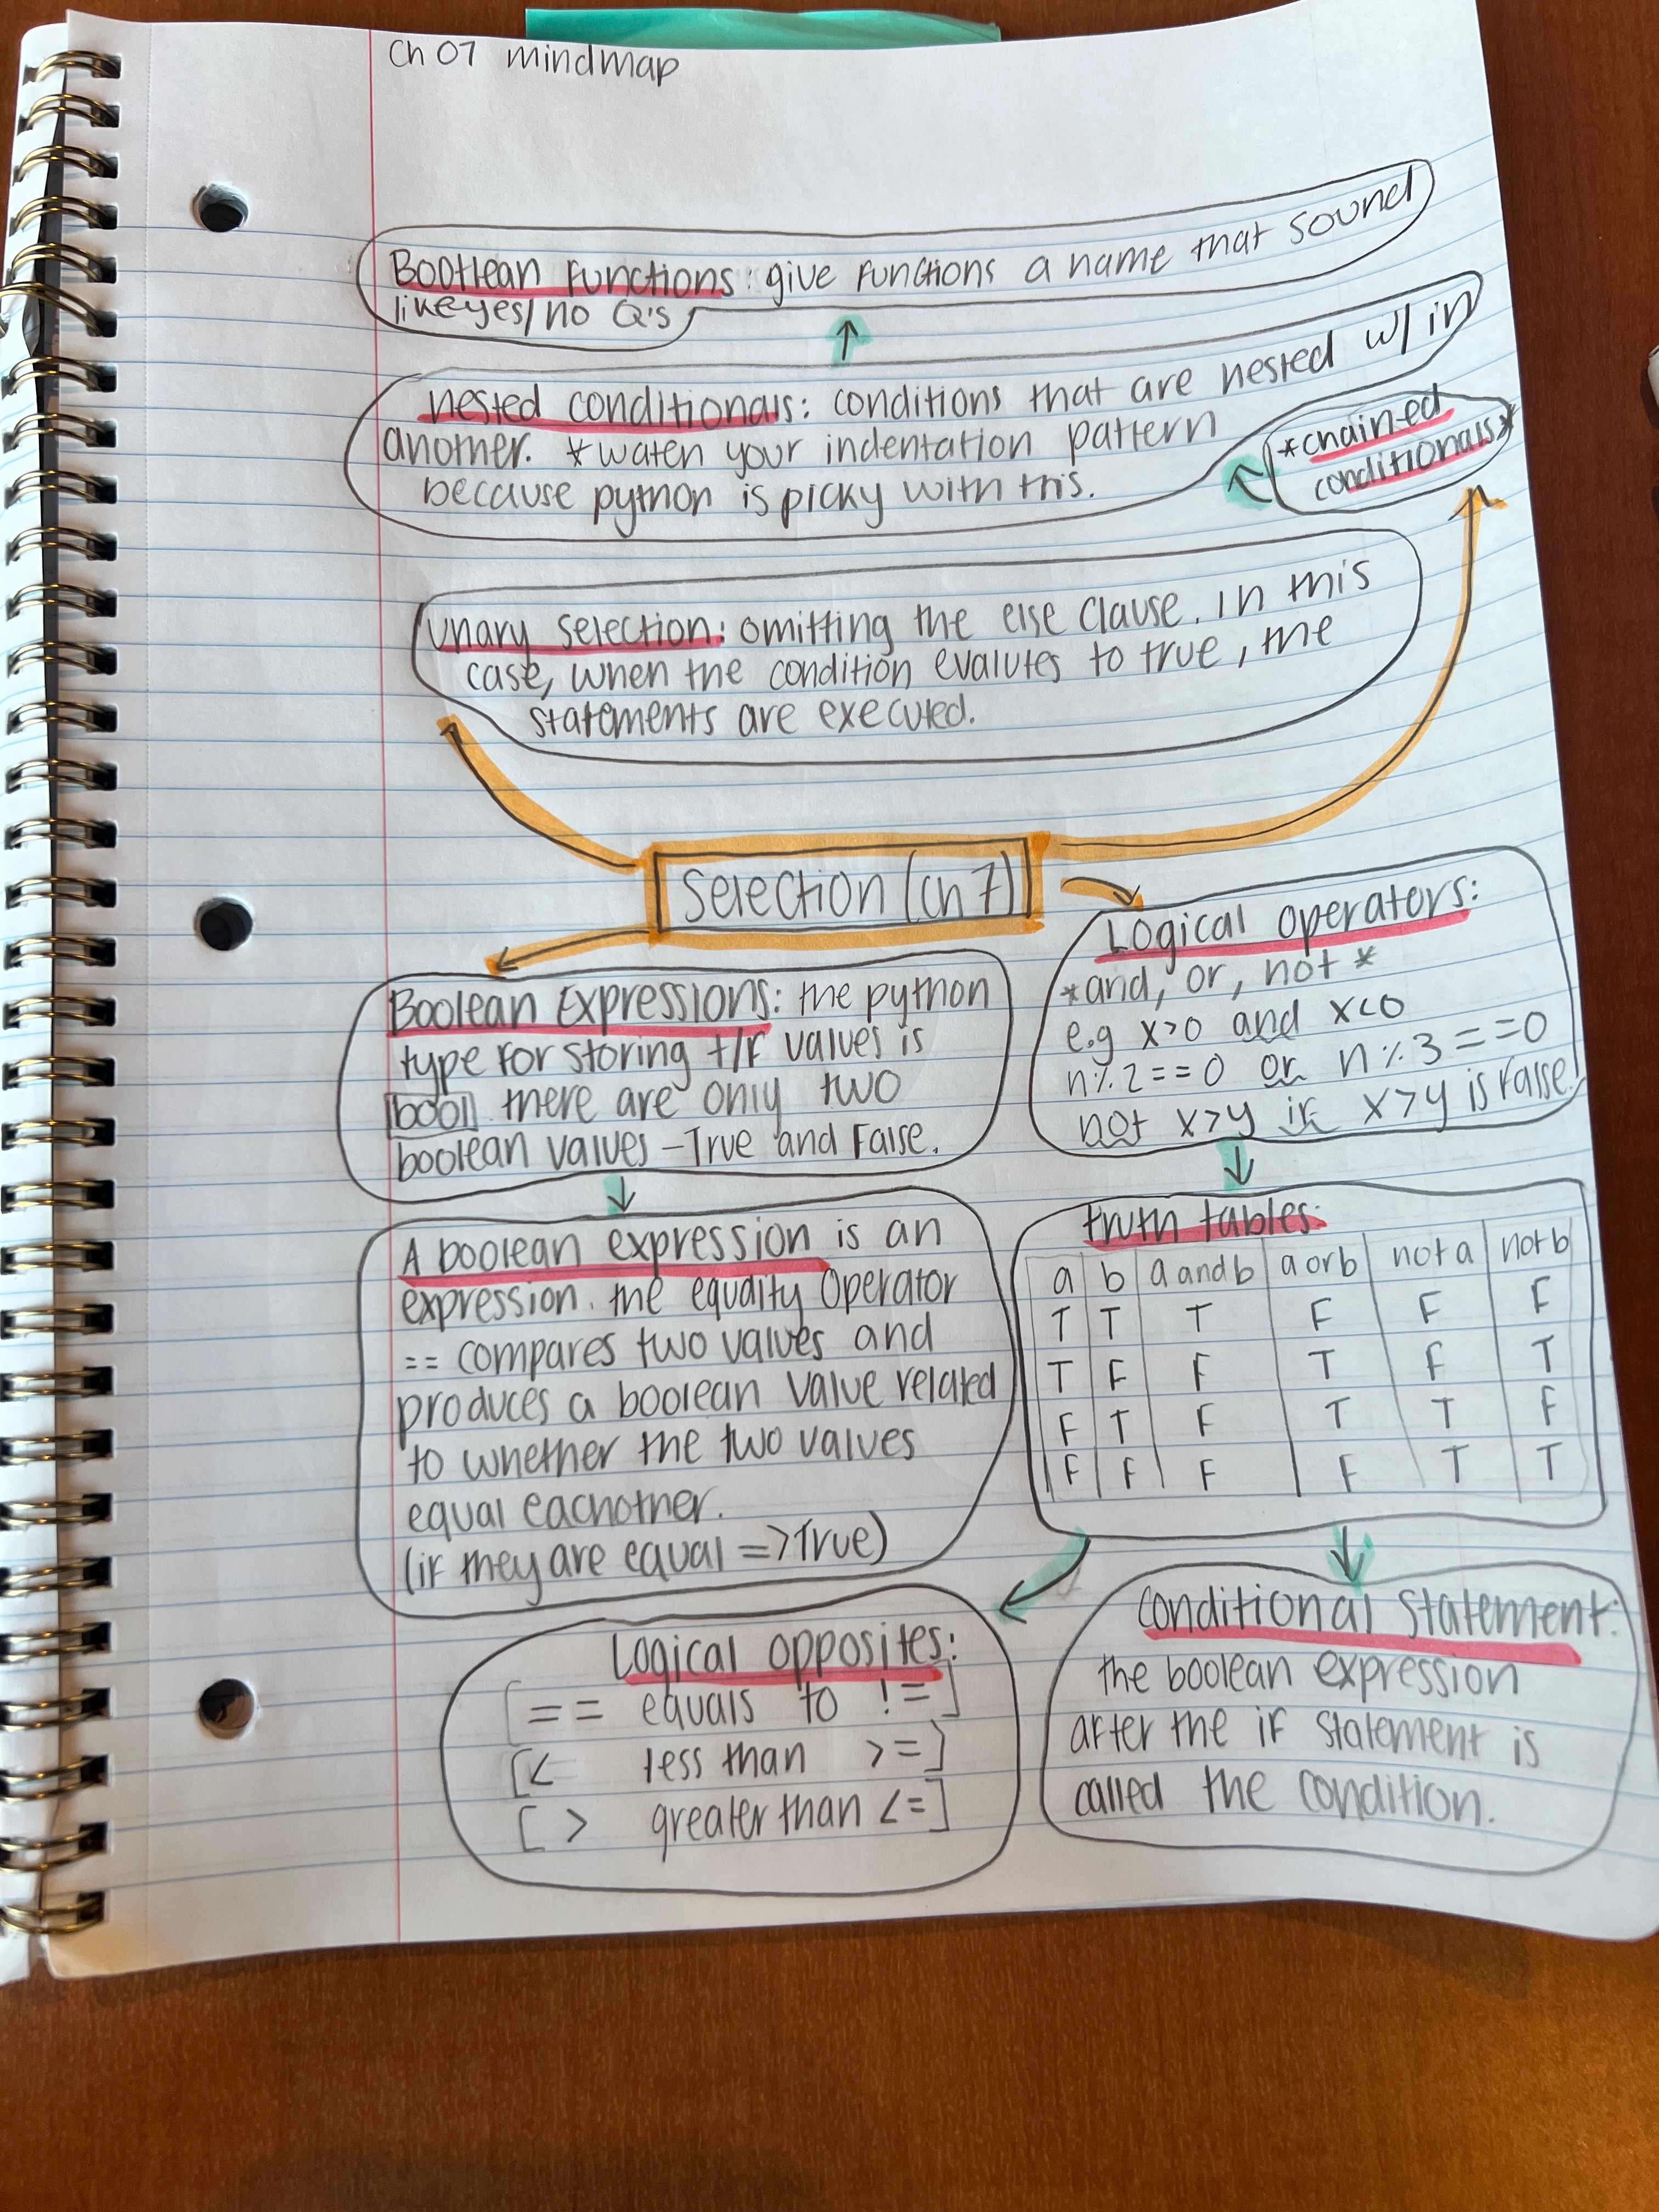 Ch 07 mindmap
Bootlean Functions: give functions a name that sound
like yes/no Q's
nested conditionals: conditions that are nested w/ in
another. *watch your indentation pattern
because python is picky with this.
*chained
conditionals*
Unary selection: omitting the else clause. in this
case, when the condition evalutes to true, the
statements are executed.
Selection (ch 7)
Boolean Expressions: the python
type for storing t/f values is
bool. there are only two
boolean values - True and False.
Logical operators:
*and, or, not *
e.g x>0 and x<0
n%2==0 or n%3==0
not x>y if x>y is false.
A boolean expression is an
expression. the equality operator
== compares two values and
produces a boolean value related
to whether the two values
equal eachother.
(if they are equal => True)
truth tables:
a b a and b a or b not a not b
T T T F F F
T F F T F T
F T F T T F
F F F F T T
Logical opposites:
[== equals to !=]
[< less than >=]
[> greater than <=]
Conditional Statement:
the boolean expression
after the if statement is
called the condition.